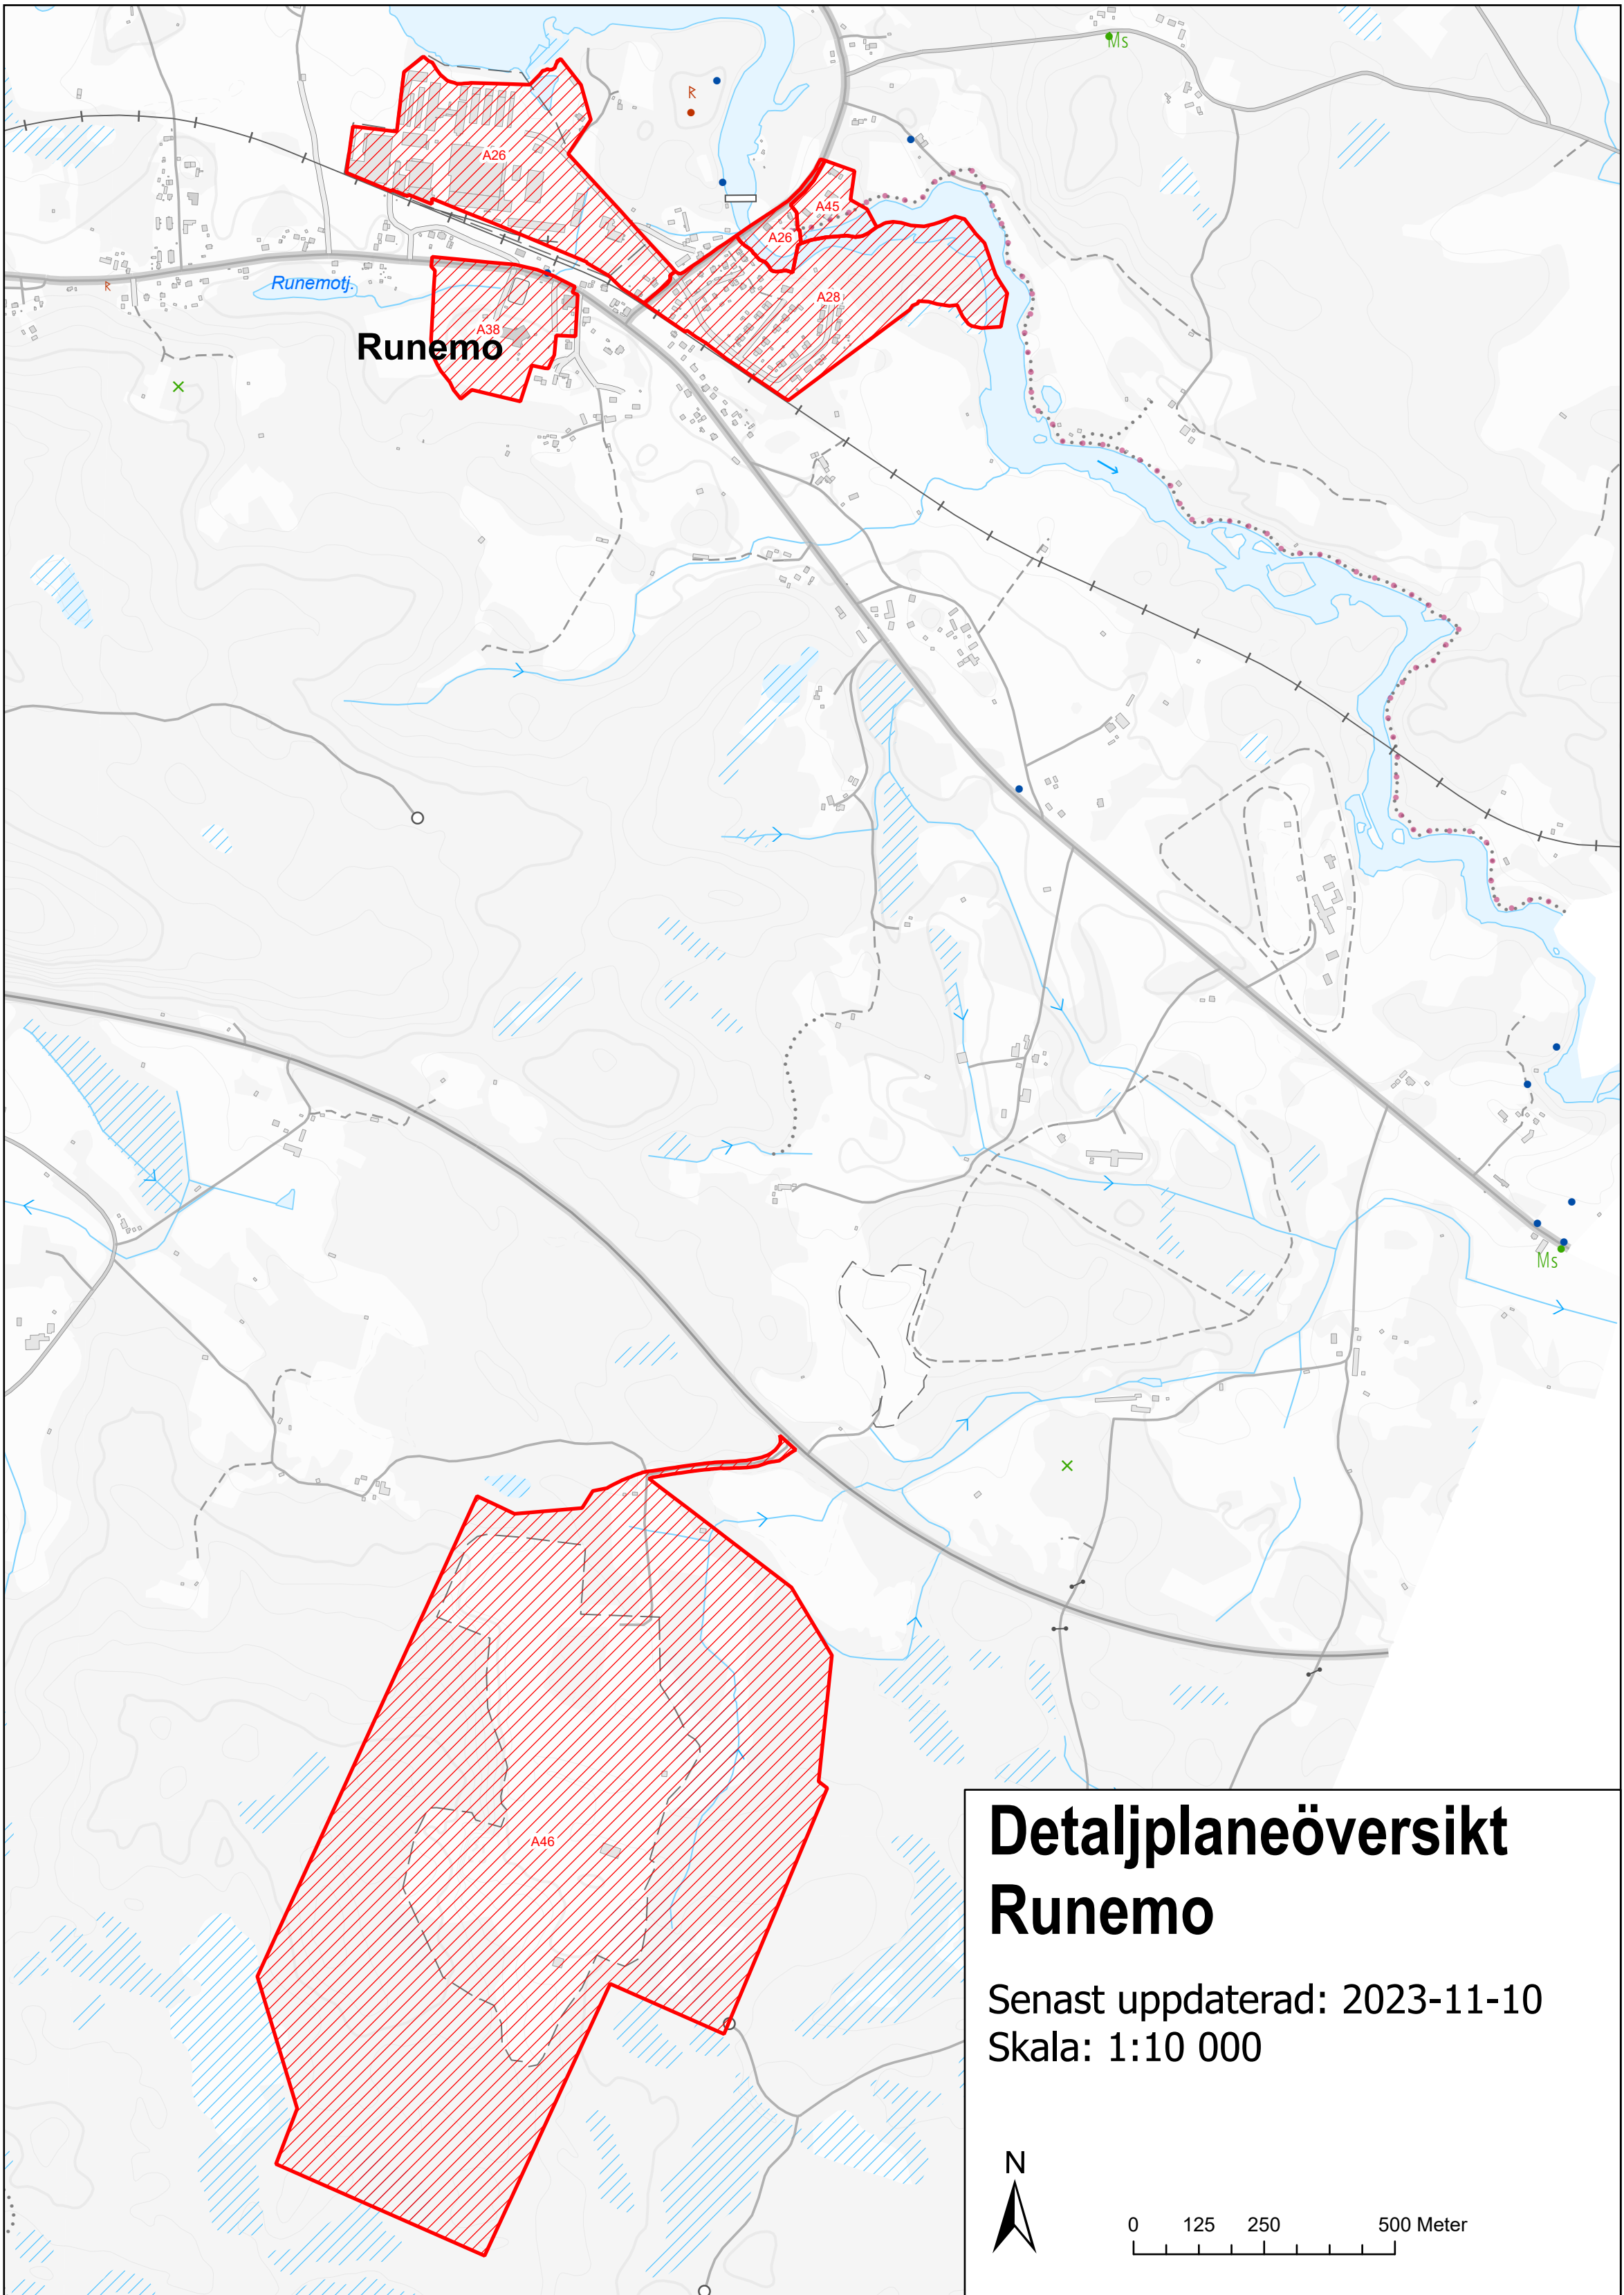 Ms
R
A26
A45
A26
Runemotj.
R
A28
A38
Runemo
Ms
A46
Detaljplaneöversikt
Runemo
Senast uppdaterad: 2023-11-10
Skala: 1:10 000
N
0 125 250 500 Meter